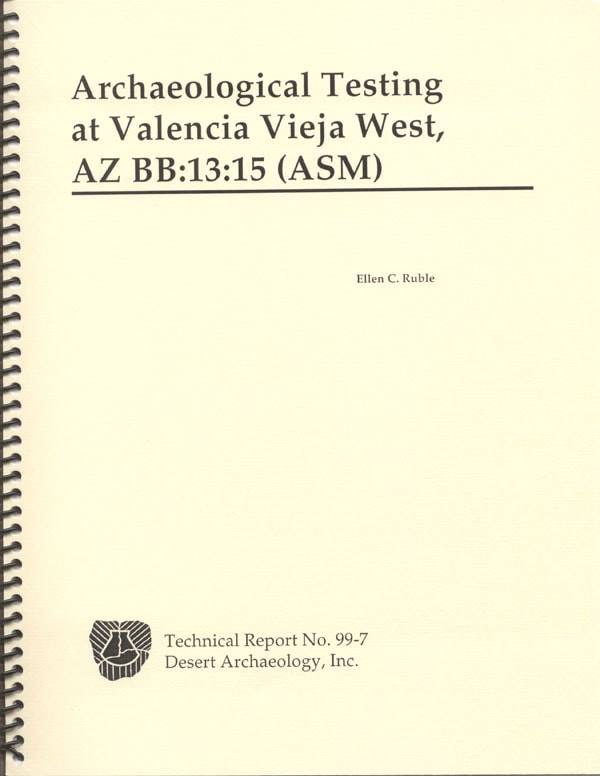 Archaeological Testing
at Valencia Vieja West,
AZ BB:13:15 (ASM)
Ellen C. Ruble
Technical Report No. 99-7
Desert Archaeology, Inc.